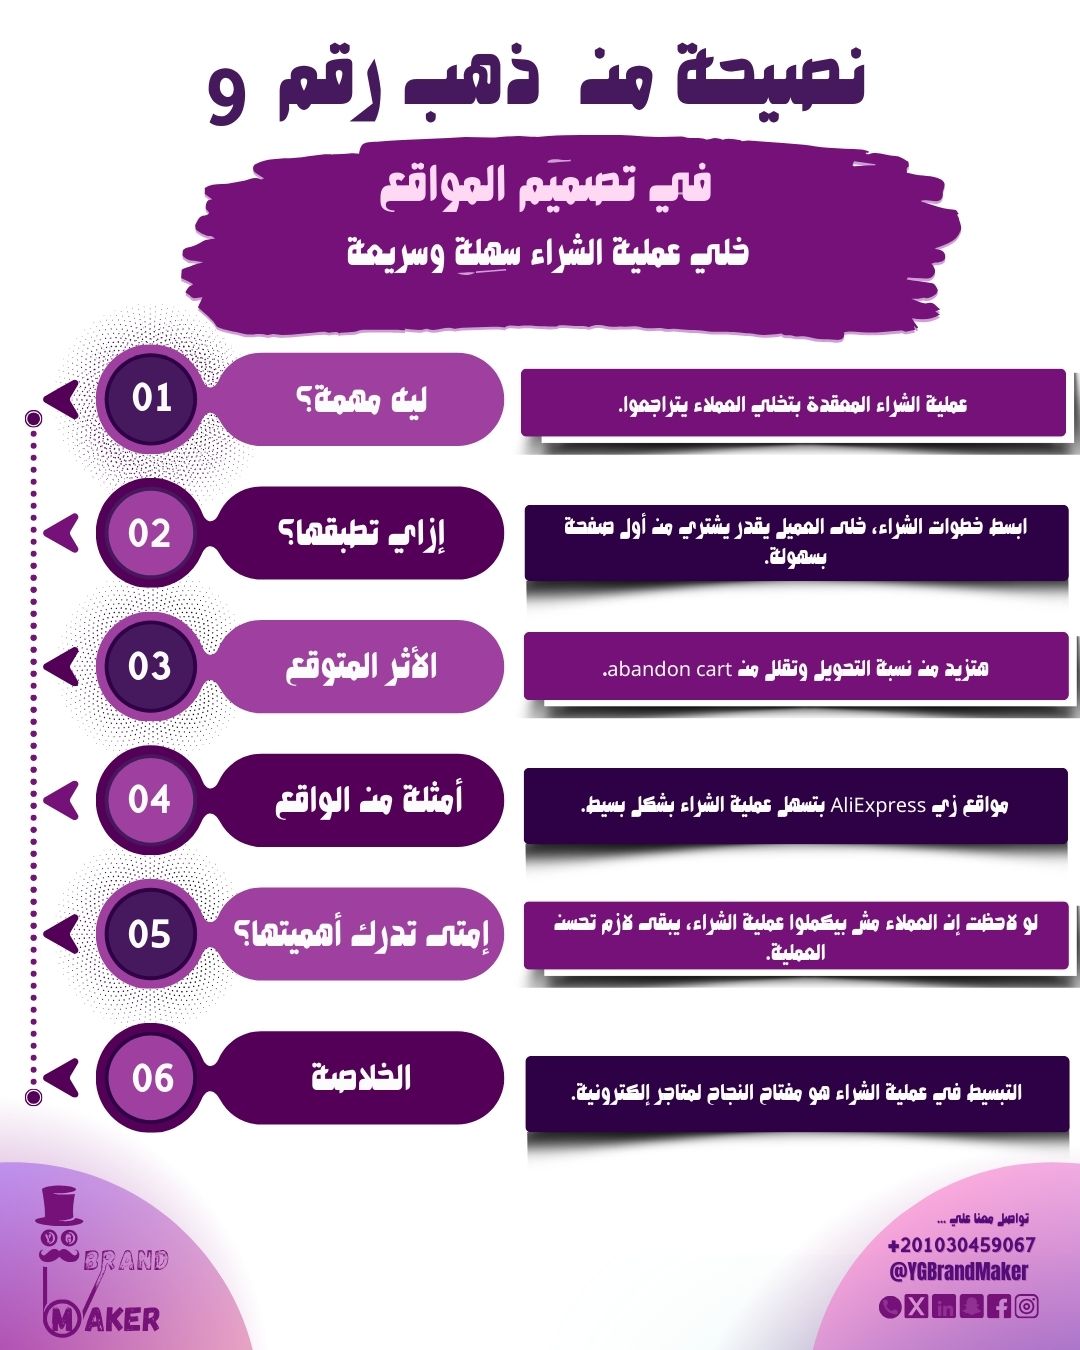 نصيحة من ذهب رقم 9
في تصميم المواقع
خلي عملية الشراء سهلة وسريعة
01
ليه مهمة؟
عملية الشراء المعقدة بتخلي العملاء يتراجعوا.
02
إزاي تطبقها؟
ابسط خطوات الشراء، خلى العميل يقدر يشتري من أول صفحة
بسهولة.
03
الأثر المتوقع
هتزيد من نسبة التحويل وتقلل من abandon cart.
04
أمثلة من الواقع
مواقع زي AliExpress بتسهل عملية الشراء بشكل بسيط.
05
إمتى تدرك أهميتها؟
لو لاحظت إن العملاء مش بيكملوا عملية الشراء، يبقى لازم تحسن
العملية.
06
الخلاصة
التبسيط في عملية الشراء هو مفتاح النجاح لمتاجر إلكترونية.
BRAND
MAKER
تواصل معنا علي ...
+201030459067
@YGBrandMaker